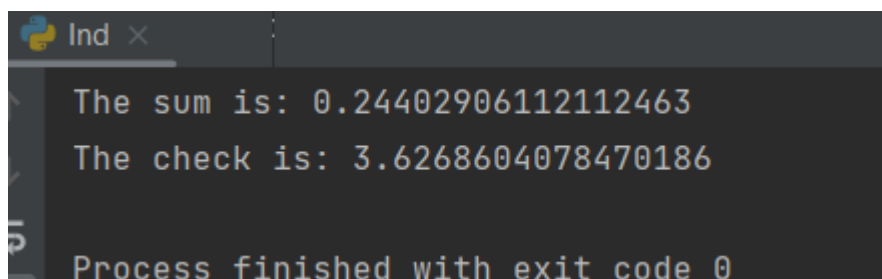 Ind
The sum is: 0.24402906112112463
The check is: 3.6268604078470186
Process finished with exit code 0